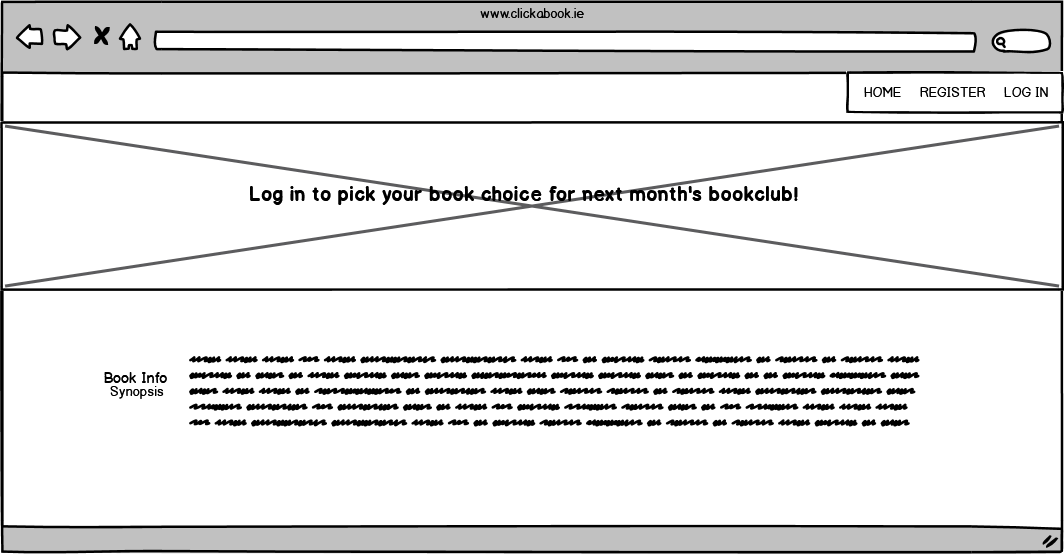 www.clickabook.ie
HOME REGISTER LOG IN
Log in to pick your book choice for next month's bookclub!
Book Info
Synopsis